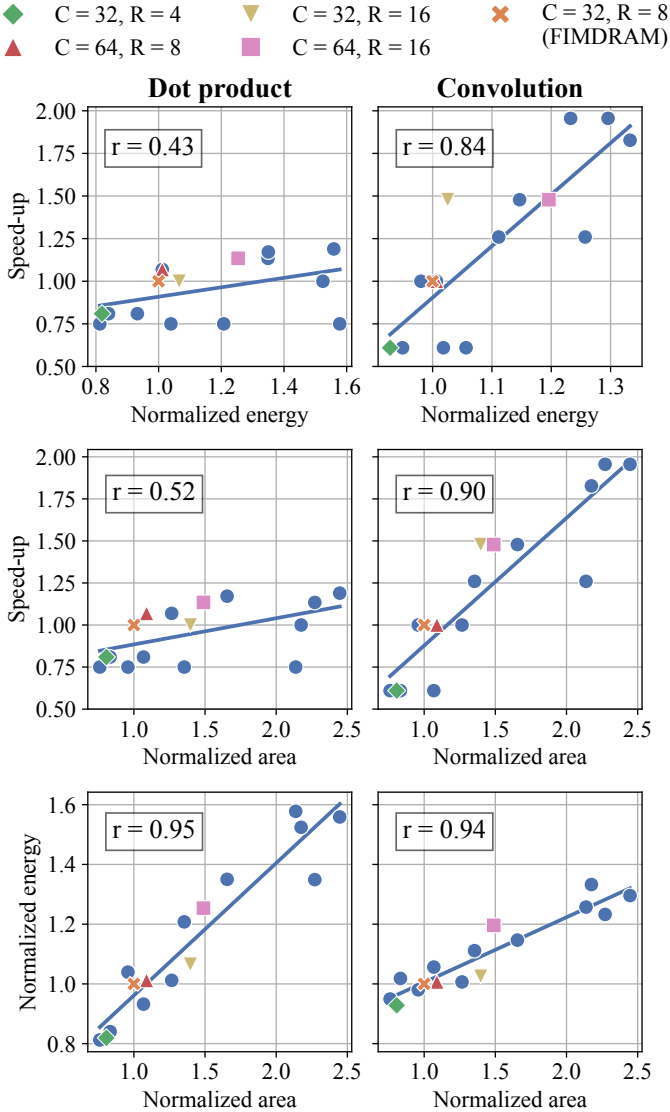 C = 32, R = 4
C = 32, R = 16
C = 32, R = 8
(FIMDRAM)
C = 64, R = 8
C = 64, R = 16
Dot product
Convolution
2.00
1.75
1.50
1.25
1.00
0.75
0.50
Speed-up
r = 0.43
r = 0.84
0.8 1.0 1.2 1.4 1.6
1.0 1.1 1.2 1.3
Normalized energy
Normalized energy
2.00
1.75
1.50
1.25
1.00
0.75
0.50
Speed-up
r = 0.52
r = 0.90
1.0 1.5 2.0 2.5
1.0 1.5 2.0 2.5
Normalized area
Normalized area
1.6
1.4
1.2
1.0
0.8
Normalized energy
r = 0.95
r = 0.94
1.0 1.5 2.0 2.5
1.0 1.5 2.0 2.5
Normalized area
Normalized area